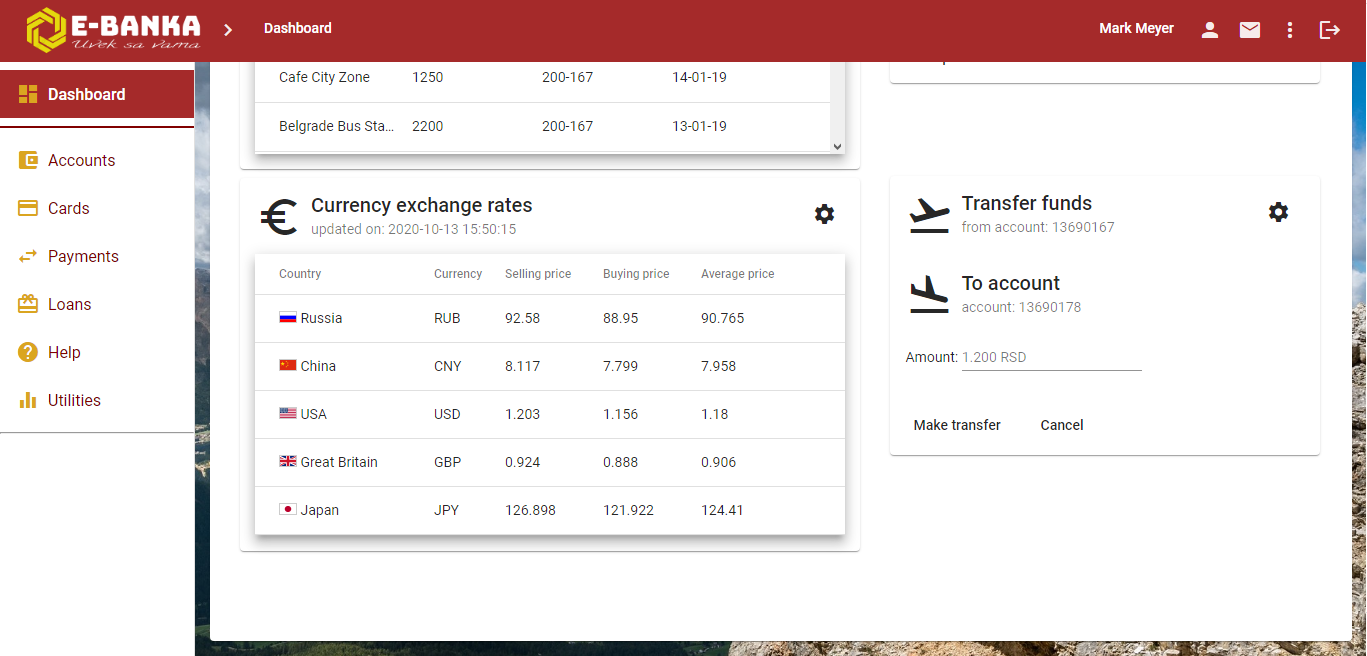 E-BANKA
Uvek sa vama
Dashboard
Mark Meyer
Dashboard
Accounts
Cards
Payments
Loans
Help
Utilities
Cafe City Zone 1250 200-167 14-01-19
Belgrade Bus Sta... 2200 200-167 13-01-19
Currency exchange rates
updated on: 2020-10-13 15:50:15
Country Currency Selling price Buying price Average price
Russia RUB 92.58 88.95 90.765
China CNY 8.117 7.799 7.958
USA USD 1.203 1.156 1.18
Great Britain GBP 0.924 0.888 0.906
Japan JPY 126.898 121.922 124.41
Transfer funds
from account: 13690167
To account
account: 13690178
Amount: 1.200 RSD
Make transfer Cancel